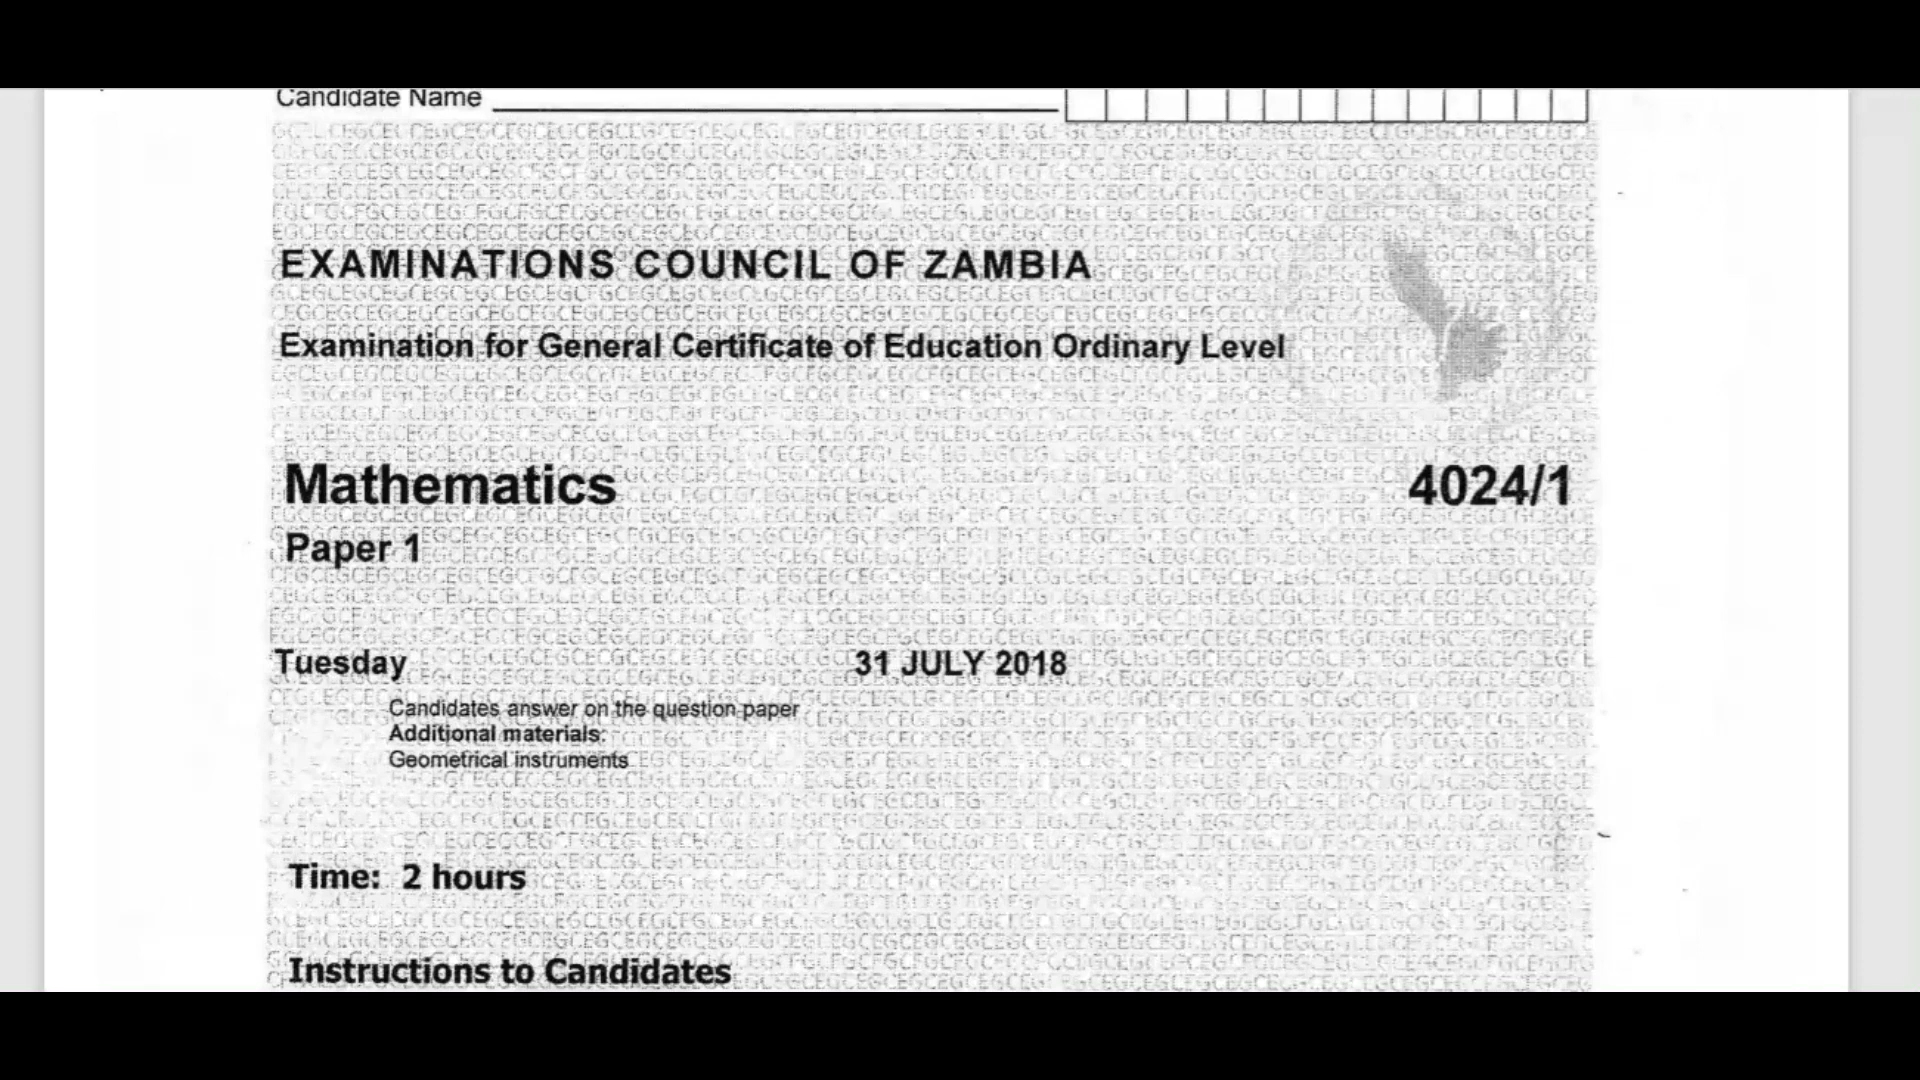 Candidate Name
EXAMINATIONS COUNCIL OF ZAMBIA
Examination for General Certificate of Education Ordinary Level
Mathematics 4024/1
Paper 1
Tuesday 31 JULY 2018
Candidates answer on the question paper
Additional materials:
Geometrical instruments
Time: 2 hours
Instructions to Candidates